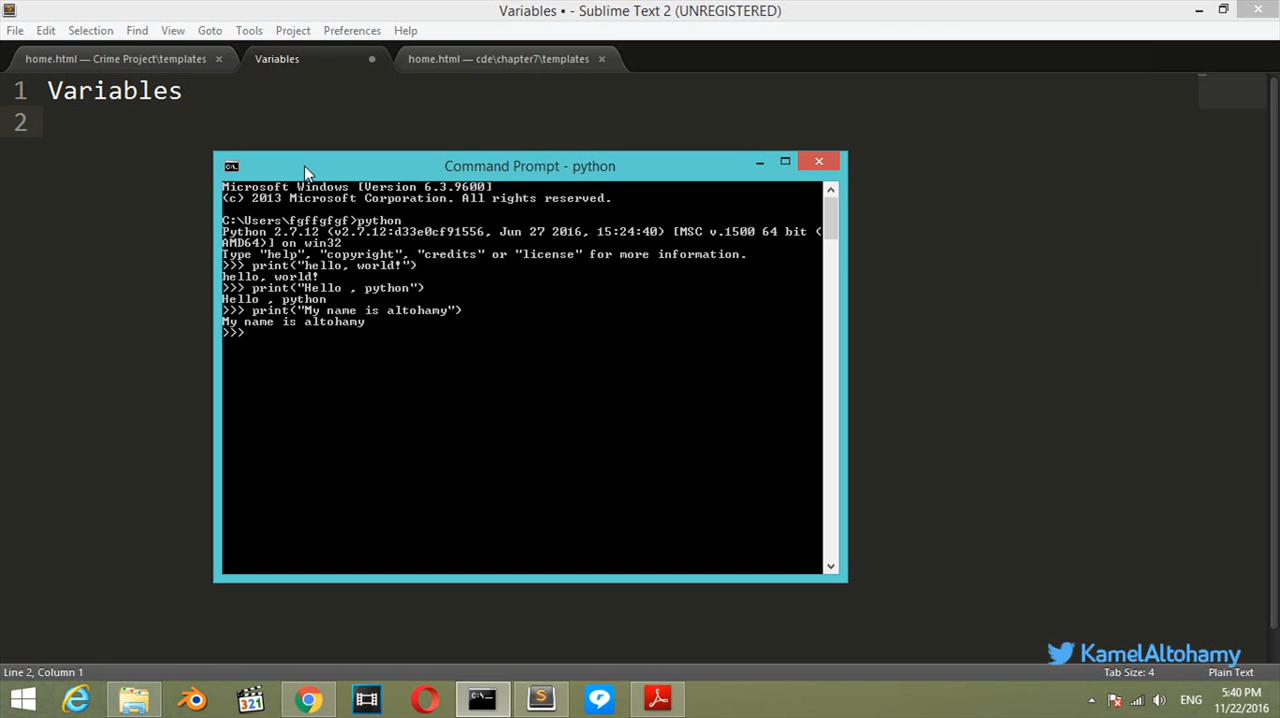 Variables • - Sublime Text 2 (UNREGISTERED)
File Edit Selection Find View Goto Tools Project Preferences Help
home.html — Crime Project\templates Variables home.html — cde\chapter7\templates
1 Variables
2
Command Prompt - python
Microsoft Windows [Version 6.3.9600]
(c) 2013 Microsoft Corporation. All rights reserved.
C:\Users\fgffgfgf>python
Python 2.7.12 (v2.7.12:d33e0cf91556, Jun 27 2016, 15:24:40) [MSC v.1500 64 bit (
AMD64)] on win32
Type "help", "copyright", "credits" or "license" for more information.
>>> print("hello, world!")
hello, world!
>>> print("Hello , python")
Hello , python
>>> print("My name is altohamy")
My name is altohamy
>>>
KamelAltohamy
Line 2, Column 1 Tab Size: 4 Plain Text
321 ENG 5:40 PM
11/22/2016